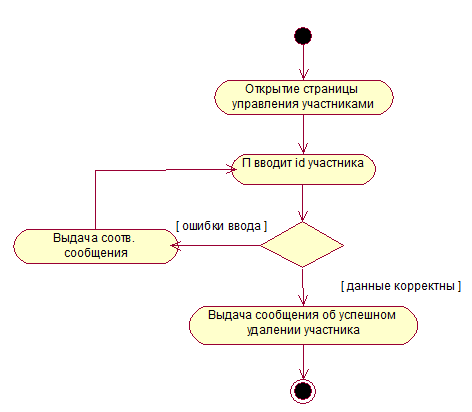 Открытие страницы
управления участниками
П вводит id участника
[ ошибки ввода ]
Выдача соотв.
сообщения
[ данные корректны ]
Выдача сообщения об успешном
удалении участника